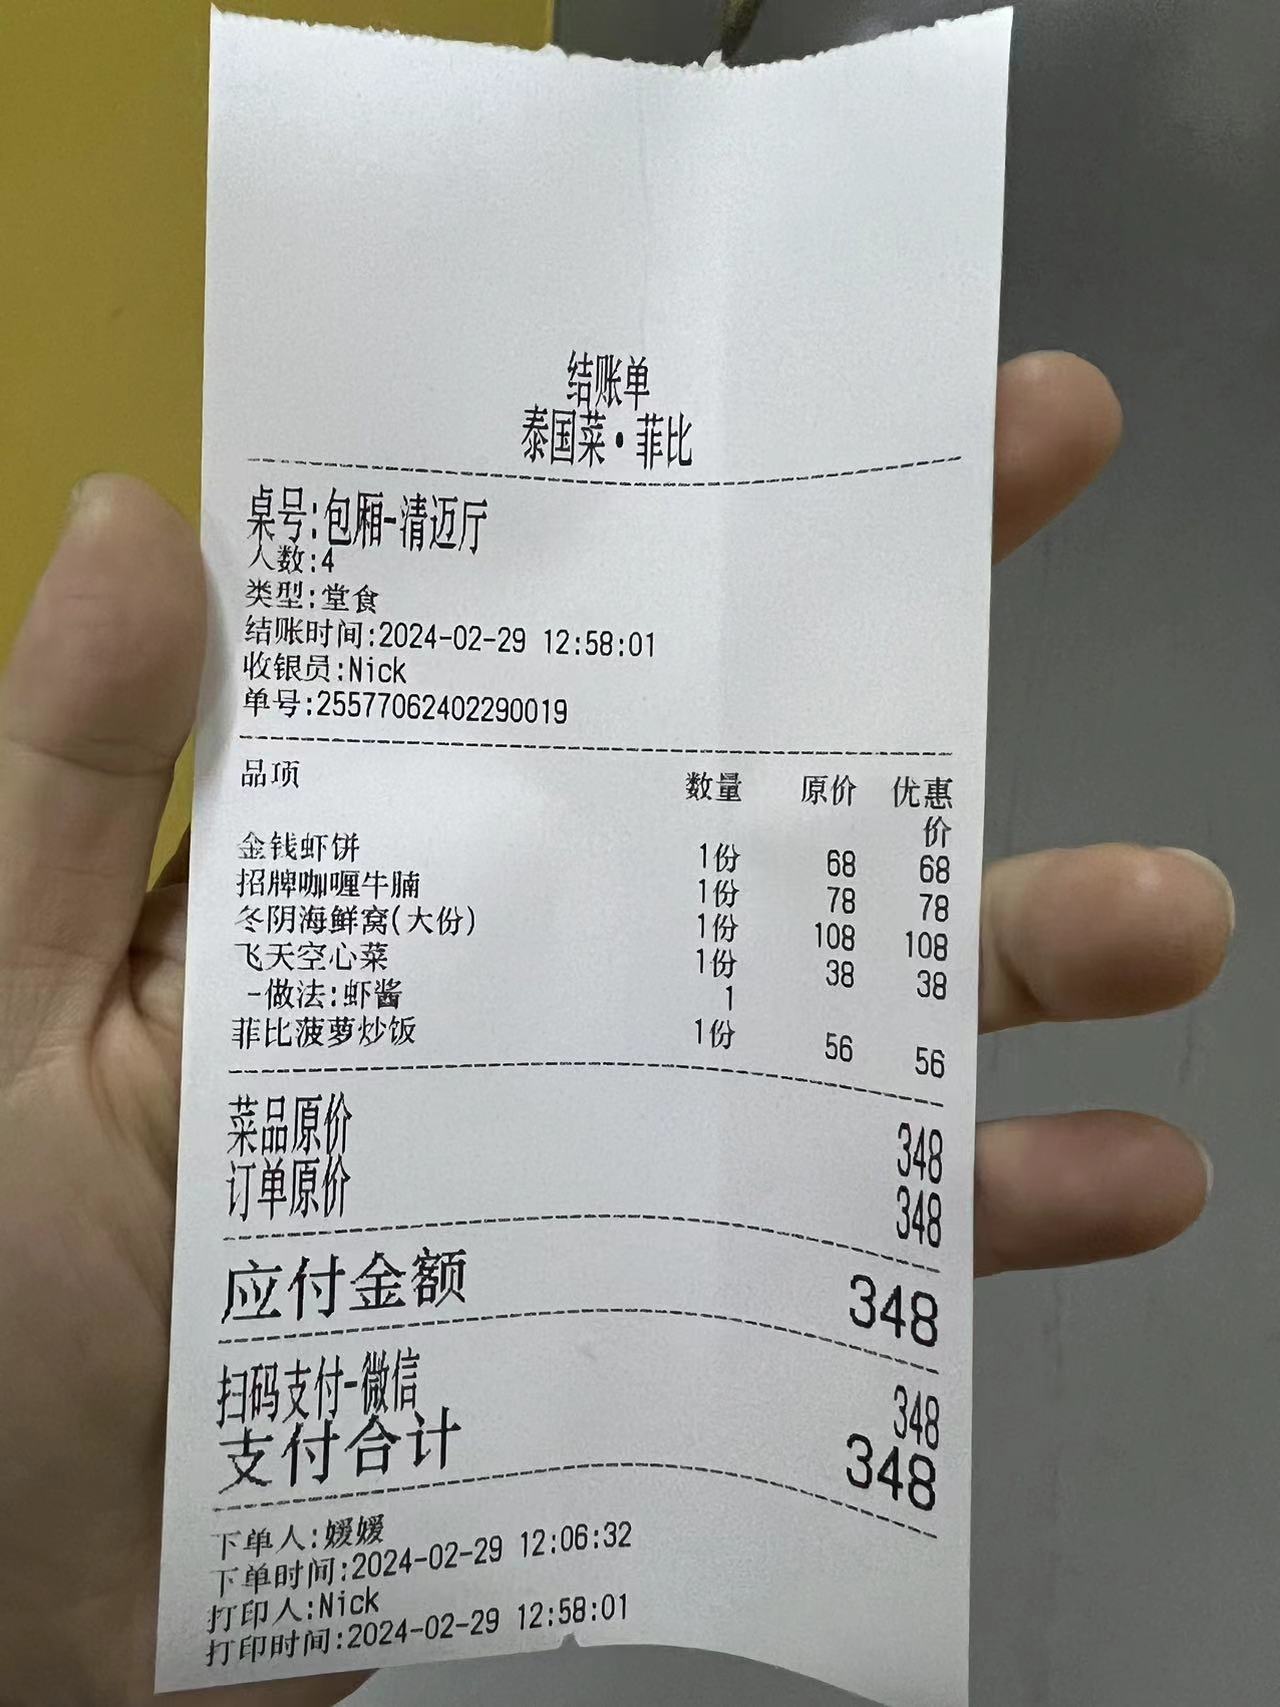 结账单
泰国菜·菲比
桌号:包厢-清迈厅
人数:4
类型:堂食
结账时间:2024-02-29 12:58:01
收银员:Nick
单号:25577062402290019
品项 数量 原价 优惠价
金钱虾饼 1份 68 68
招牌咖喱牛腩 1份 78 78
冬阴海鲜窝(大份) 1份 108 108
飞天空心菜 1份 38 38
-做法:虾酱 1
菲比菠萝炒饭 1份 56 56
菜品原价 348
订单原价 348
应付金额 348
扫码支付-微信 348
支付合计 348
下单人:媛媛
下单时间:2024-02-29 12:06:32
打印人:Nick
打印时间:2024-02-29 12:58:01